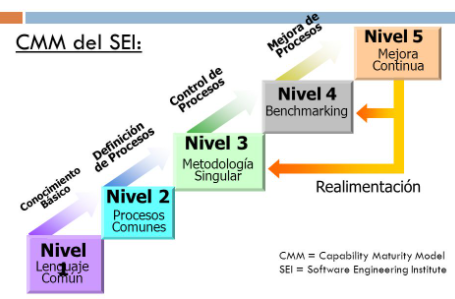 CMM del SEI:
Nivel 5
Mejora
Continua
Mejora de
Procesos
Nivel 4
Benchmarking
Control de
Procesos
Nivel 3
Metodología
Singular
Realimentación
Definición
de Procesos
Nivel 2
Procesos
Comunes
Conocimiento
Básico
Nivel
1
Lenguaje
Común
CMM = Capability Maturity Model
SEI = Software Engineering Institute